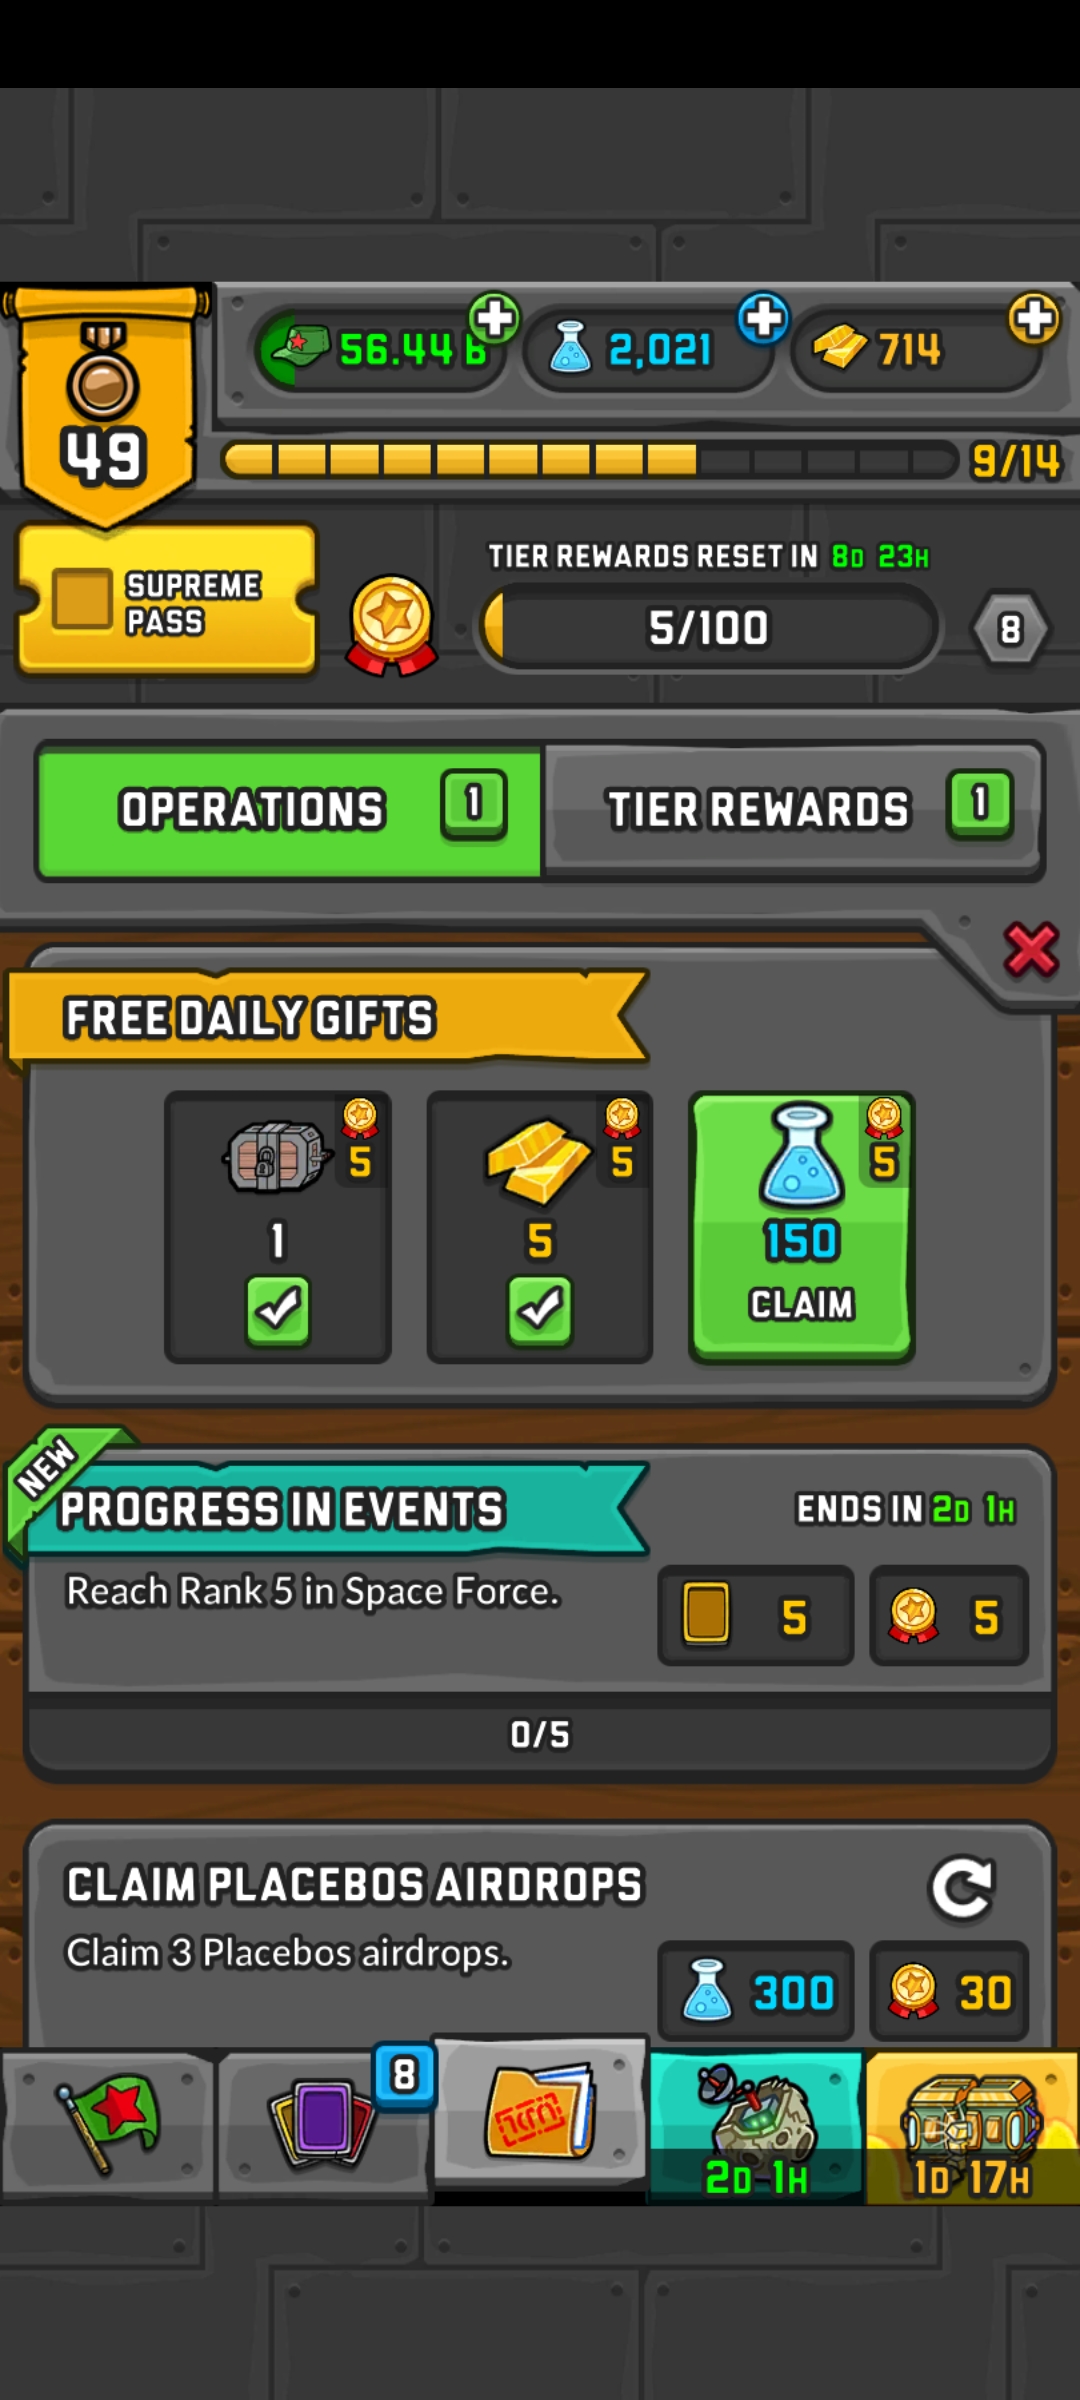 56.44 B
2,021
714
49
9/14
SUPREME
PASS
TIER REWARDS RESET IN 8D 23H
5/100
8
OPERATIONS
1
TIER REWARDS
1
FREE DAILY GIFTS
5
5
5
1
5
150
CLAIM
NEW
PROGRESS IN EVENTS
ENDS IN 2D 1H
Reach Rank 5 in Space Force.
5
5
0/5
CLAIM PLACEBOS AIRDROPS
Claim 3 Placebos airdrops.
300
30
8
2D 1H
1D 17H